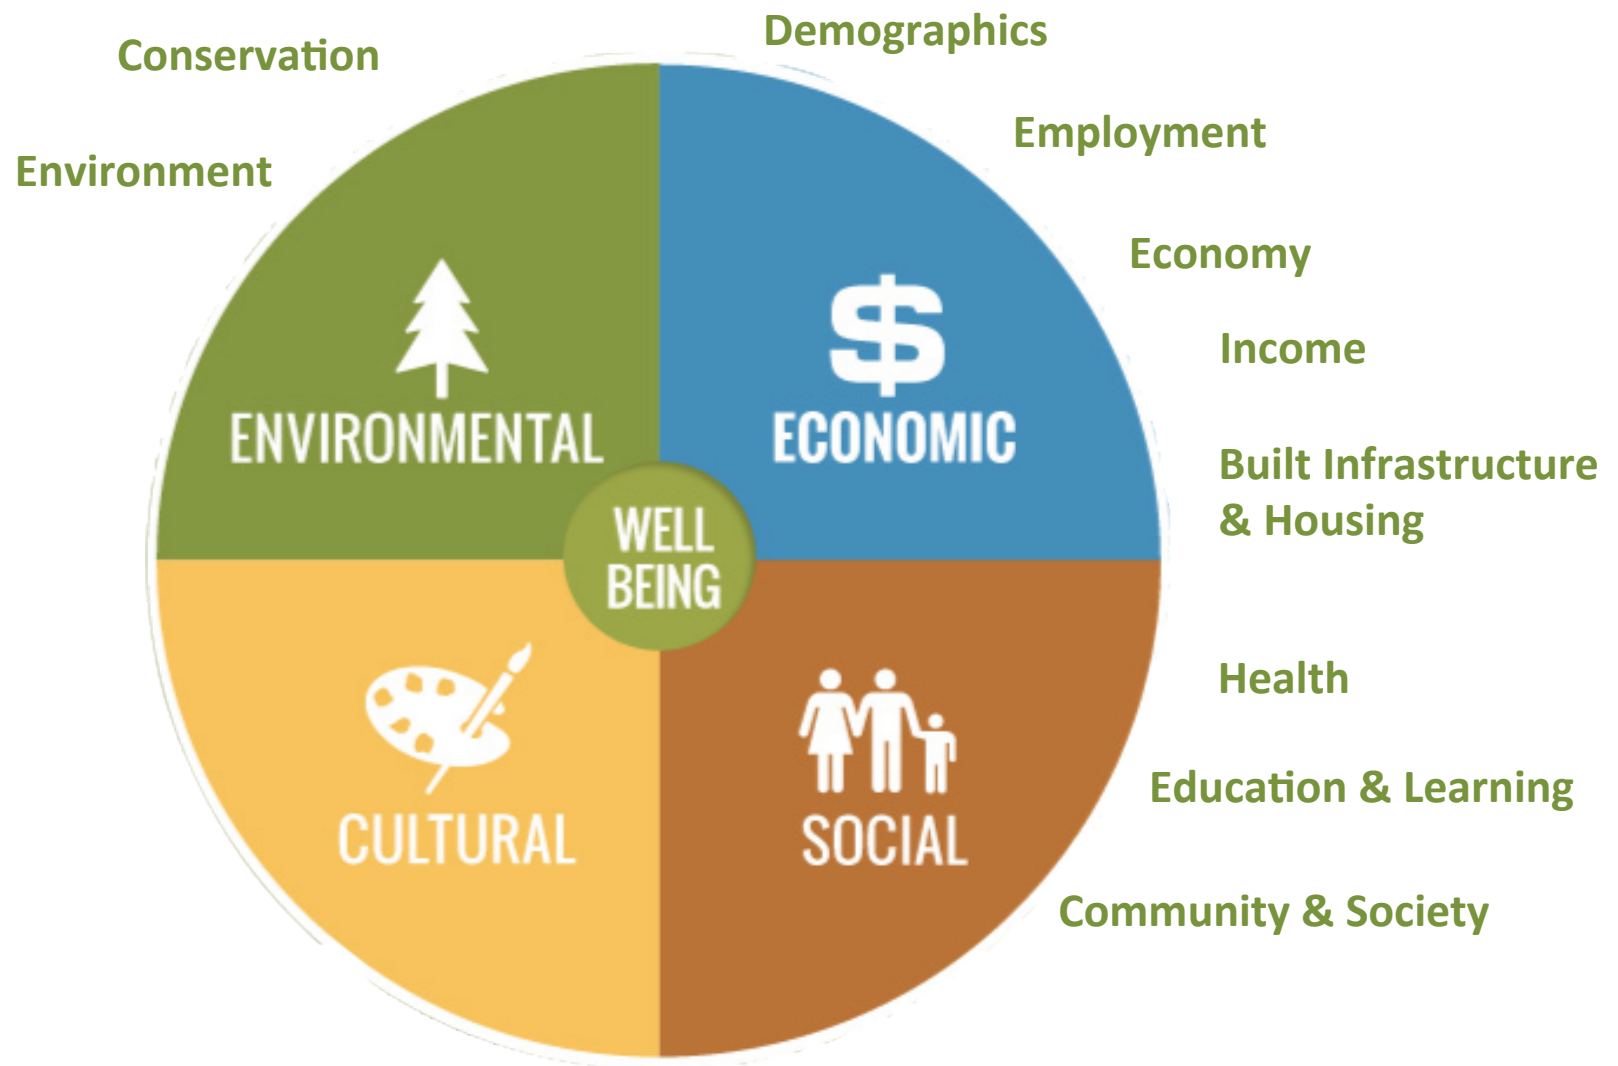 Conservation
Demographics
Employment
Environment
Economy
Income
$
ENVIRONMENTAL
ECONOMIC
Built Infrastructure
& Housing
WELL
BEING
Health
Education & Learning
CULTURAL
SOCIAL
Community & Society